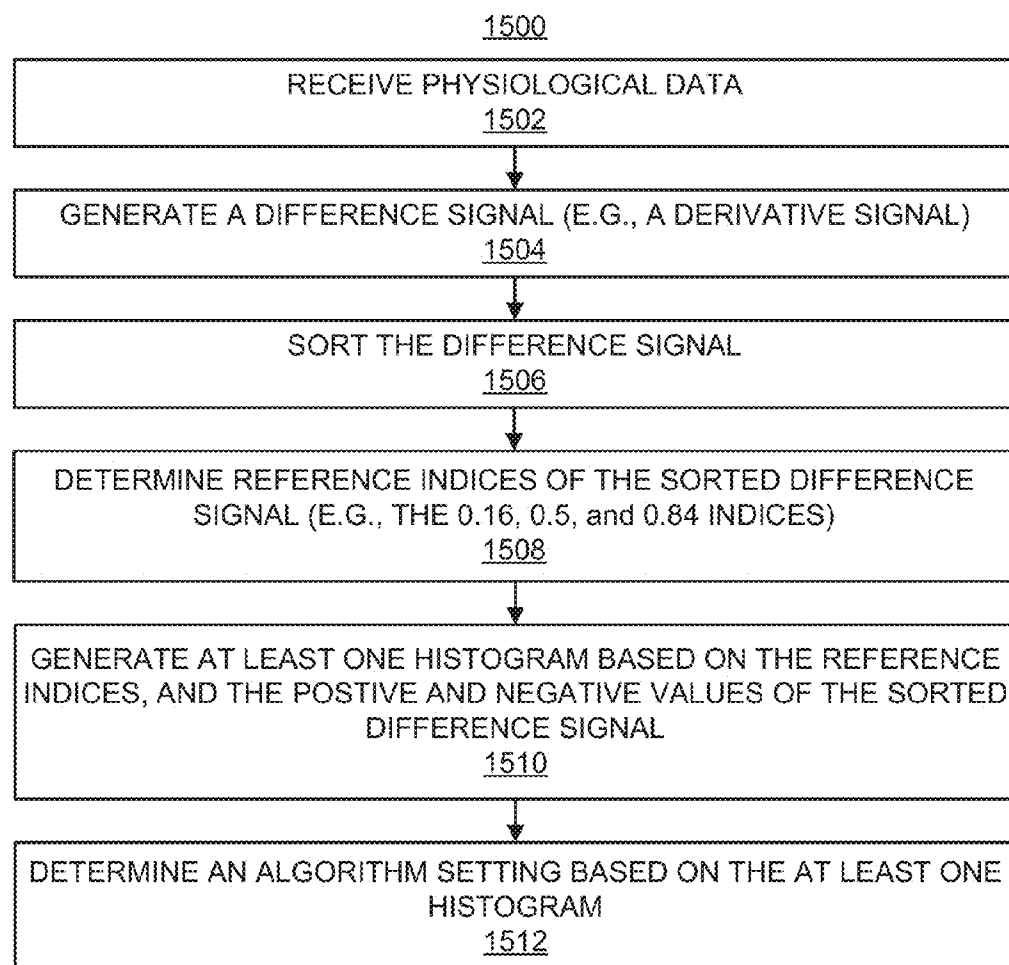 1500
RECEIVE PHYSIOLOGICAL DATA
1502
GENERATE A DIFFERENCE SIGNAL (E.G., A DERIVATIVE SIGNAL)
1504
SORT THE DIFFERENCE SIGNAL
1506
DETERMINE REFERENCE INDICES OF THE SORTED DIFFERENCE
SIGNAL (E.G., THE 0.16, 0.5, and 0.84 INDICES)
1508
GENERATE AT LEAST ONE HISTOGRAM BASED ON THE REFERENCE
INDICES, AND THE POSTIVE AND NEGATIVE VALUES OF THE SORTED
DIFFERENCE SIGNAL
1510
DETERMINE AN ALGORITHM SETTING BASED ON THE AT LEAST ONE
HISTOGRAM
1512